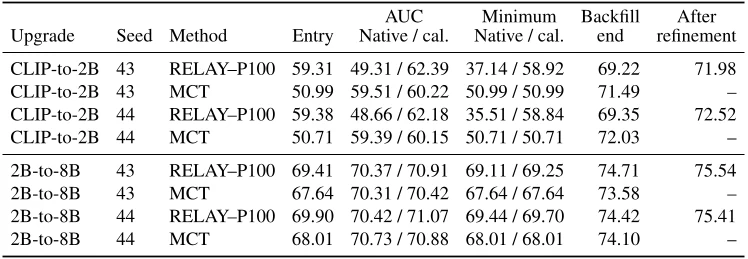 AUC Minimum Backfill After
Upgrade Seed Method Entry Native / cal. Native / cal. end refinement
CLIP-to-2B 43 RELAY–P100 59.31 49.31 / 62.39 37.14 / 58.92 69.22 71.98
CLIP-to-2B 43 MCT 50.99 59.51 / 60.22 50.99 / 50.99 71.49 –
CLIP-to-2B 44 RELAY–P100 59.38 48.66 / 62.18 35.51 / 58.84 69.35 72.52
CLIP-to-2B 44 MCT 50.71 59.39 / 60.15 50.71 / 50.71 72.03 –
2B-to-8B 43 RELAY–P100 69.41 70.37 / 70.91 69.11 / 69.25 74.71 75.54
2B-to-8B 43 MCT 67.64 70.31 / 70.42 67.64 / 67.64 73.58 –
2B-to-8B 44 RELAY–P100 69.90 70.42 / 71.07 69.44 / 69.70 74.42 75.41
2B-to-8B 44 MCT 68.01 70.73 / 70.88 68.01 / 68.01 74.10 –